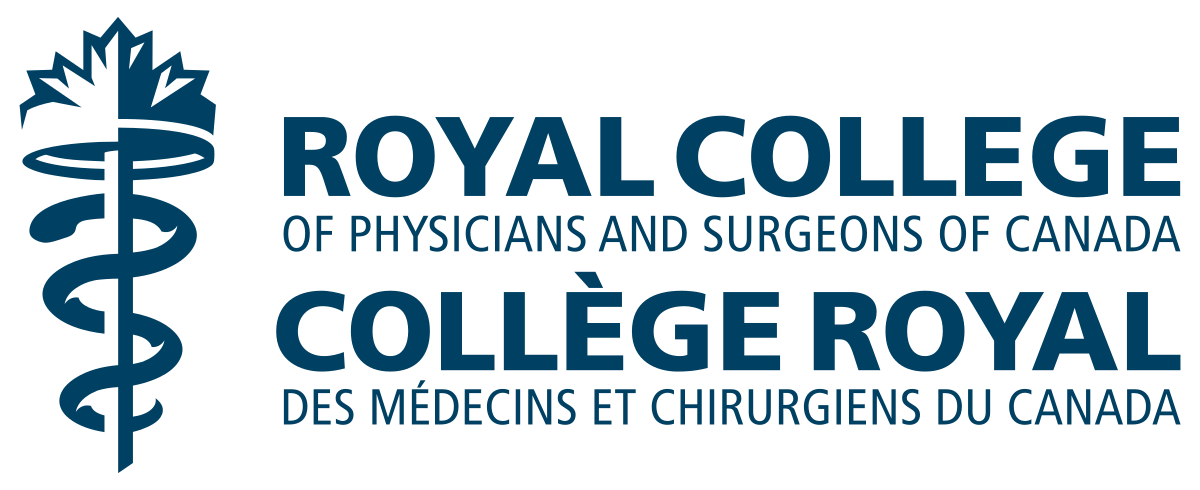 ROYAL COLLEGE
OF PHYSICIANS AND SURGEONS OF CANADA
COLLÈGE ROYAL
DES MÉDECINS ET CHIRURGIENS DU CANADA